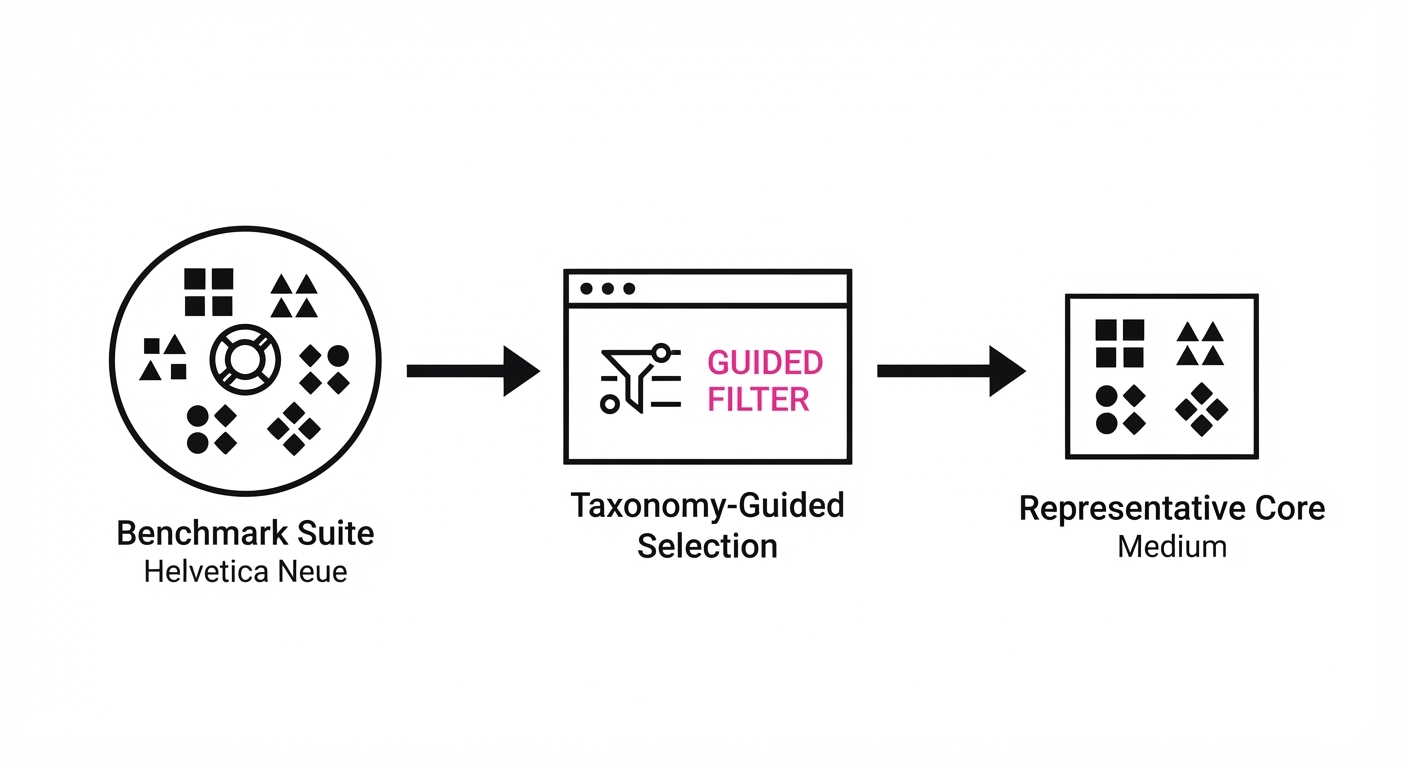 Benchmark Suite
Helvetica Neue
GUIDED
FILTER
Taxonomy-Guided
Selection
Representative Core
Medium